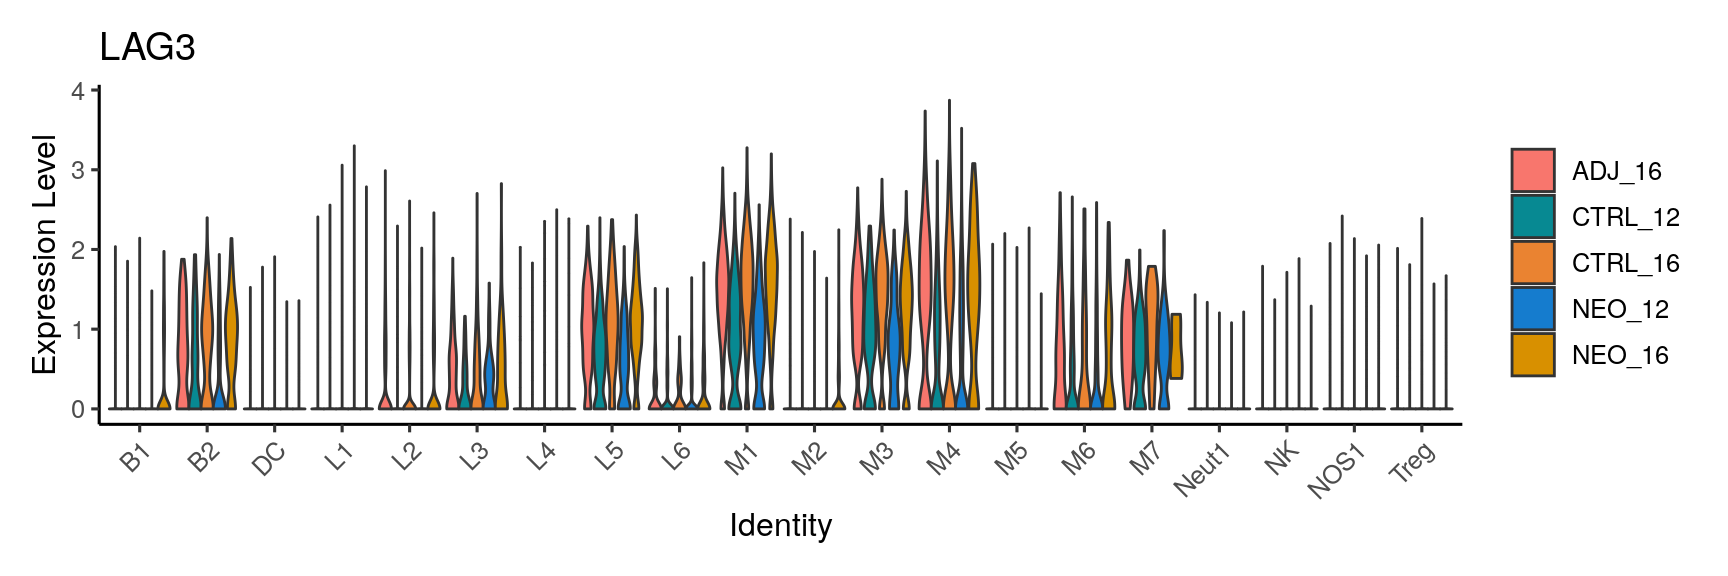 LAG3
Expression Level
4
3
2
1
0
B1 B2 DC L1 L2 L3 L4 L5 L6 M1 M2 M3 M4 M5 M6 M7 Neut1 NK NOS1 Treg
Identity
ADJ_16
CTRL_12
CTRL_16
NEO_12
NEO_16